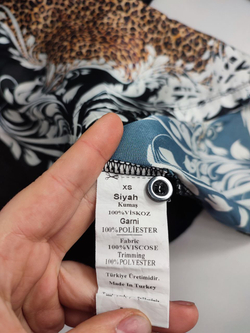 XS
Siyah
Kumaş
100%VİSKOZ
Garni
100%POLİESTER
Fabric
100%VISCOSE
Trimming
100%POLYESTER
Türkiye Üretimidir.
Made in Turkey